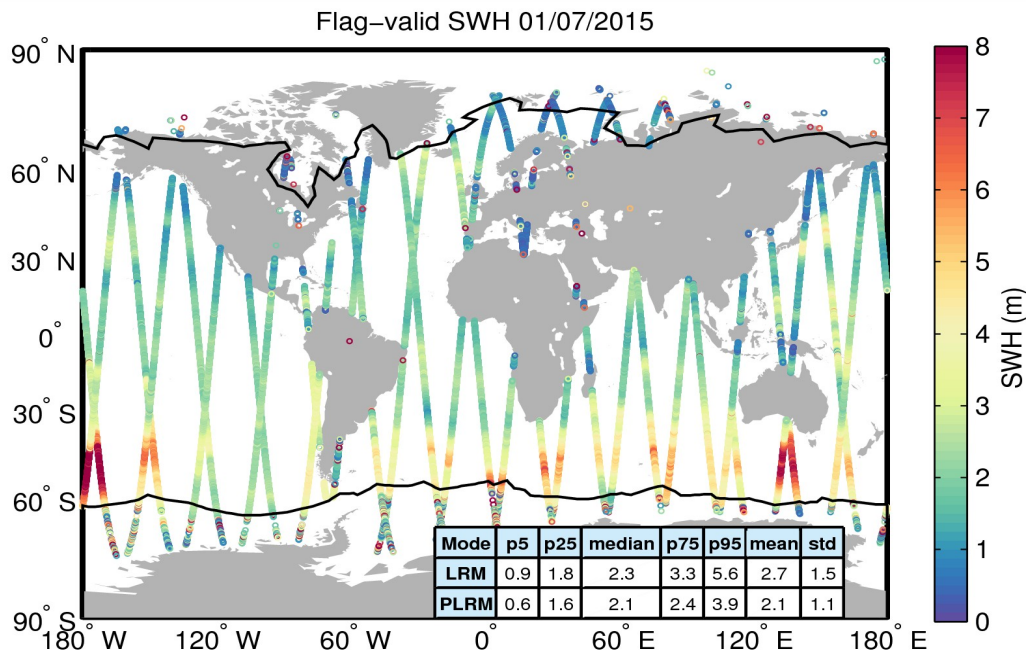 Flag−valid SWH 01/07/2015
90° N
60° N
30° N
0°
30° S
60° S
90° S
180° W
120° W
60° W
0°
60° E
120° E
180° E
Mode p5 p25 median p75 p95 mean std
LRM 0.9 1.8 2.3 3.3 5.6 2.7 1.5
PLRM 0.6 1.6 2.1 2.4 3.9 2.1 1.1
8
7
6
5
4
3
2
1
0
SWH (m)